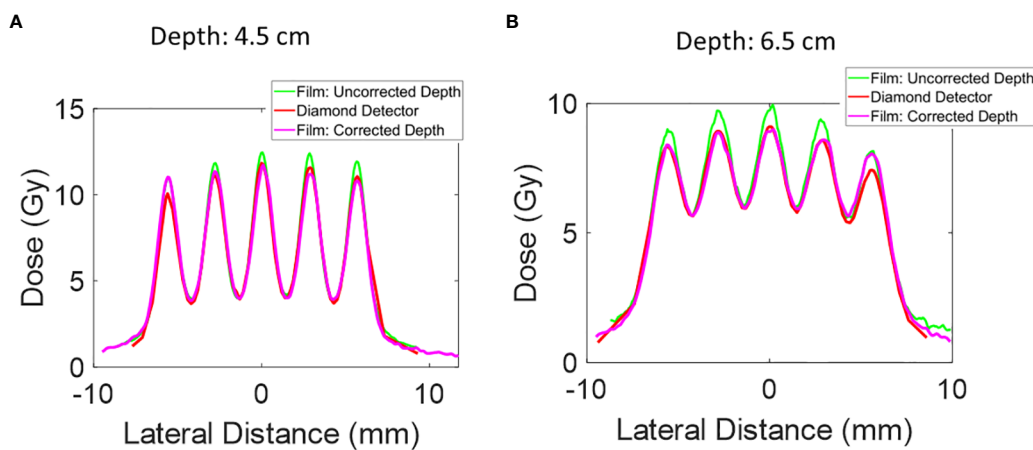 A
Depth: 4.5 cm
Film: Uncorrected Depth
Diamond Detector
Film: Corrected Depth
15
10
5
0
Dose (Gy)
-10
0
10
Lateral Distance (mm)
B
Depth: 6.5 cm
Film: Uncorrected Depth
Diamond Detector
Film: Corrected Depth
10
5
0
Dose (Gy)
-10
0
10
Lateral Distance (mm)